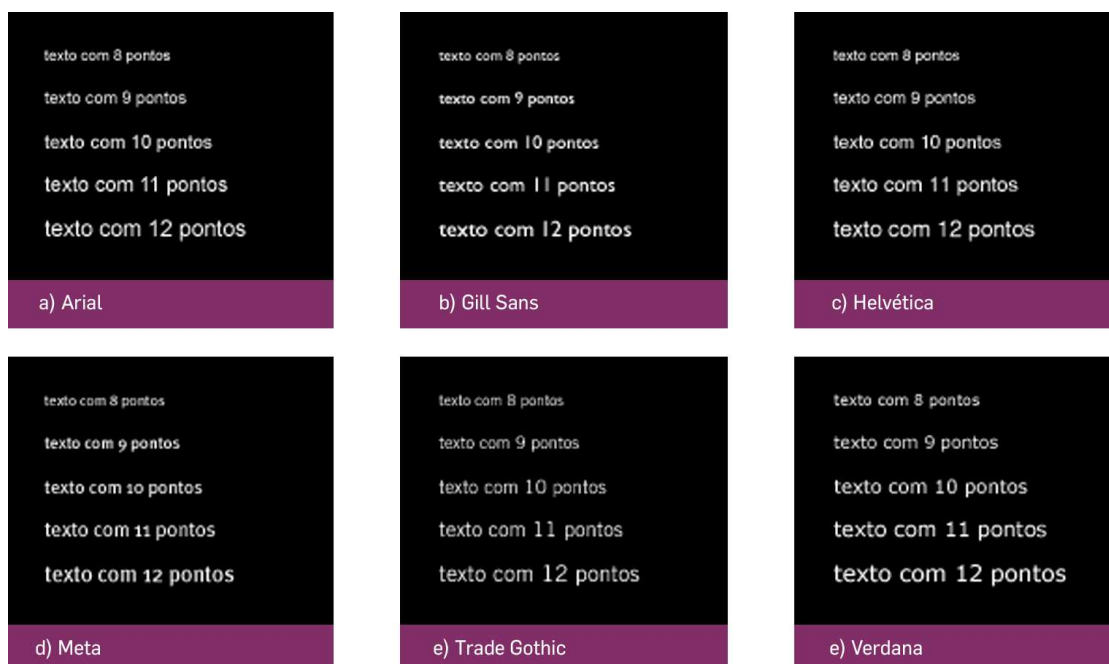 texto com 8 pontos
texto com 9 pontos
texto com 10 pontos
texto com 11 pontos
texto com 12 pontos
a) Arial
texto com 8 pontos
texto com 9 pontos
texto com 10 pontos
texto com 11 pontos
texto com 12 pontos
b) Gill Sans
texto com 8 pontos
texto com 9 pontos
texto com 10 pontos
texto com 11 pontos
texto com 12 pontos
c) Helvética
texto com 8 pontos
texto com 9 pontos
texto com 10 pontos
texto com 11 pontos
texto com 12 pontos
d) Meta
texto com 8 pontos
texto com 9 pontos
texto com 10 pontos
texto com 11 pontos
texto com 12 pontos
e) Trade Gothic
texto com 8 pontos
texto com 9 pontos
texto com 10 pontos
texto com 11 pontos
texto com 12 pontos
e) Verdana